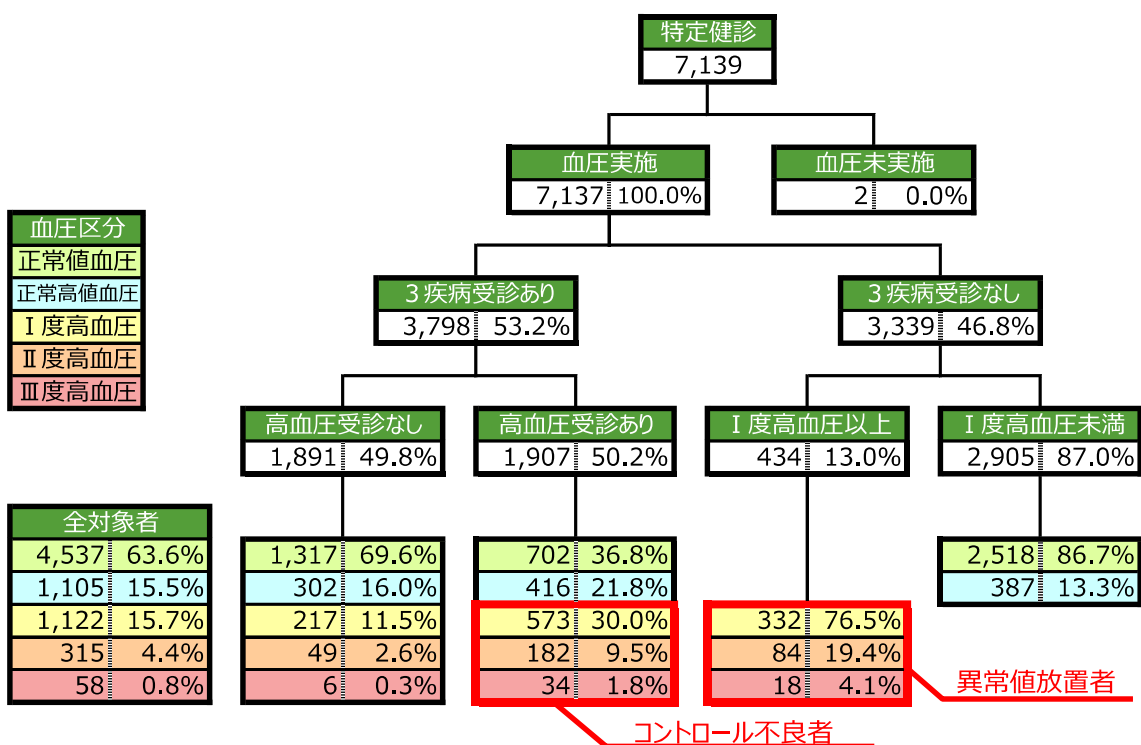 特定健診
7,139
血圧実施
7,137 100.0%
血圧未実施
2 0.0%
血圧区分
正常値血圧
正常高値血圧
Ⅰ度高血圧
Ⅱ度高血圧
Ⅲ度高血圧
3疾病受診あり
3,798 53.2%
3疾病受診なし
3,339 46.8%
高血圧受診なし
1,891 49.8%
高血圧受診あり
1,907 50.2%
Ⅰ度高血圧以上
434 13.0%
Ⅰ度高血圧未満
2,905 87.0%
全対象者
4,537 63.6%
1,105 15.5%
1,122 15.7%
315 4.4%
58 0.8%
1,317 69.6%
302 16.0%
217 11.5%
49 2.6%
6 0.3%
702 36.8%
416 21.8%
573 30.0%
182 9.5%
34 1.8%
332 76.5%
84 19.4%
18 4.1%
2,518 86.7%
387 13.3%
異常値放置者
コントロール不良者